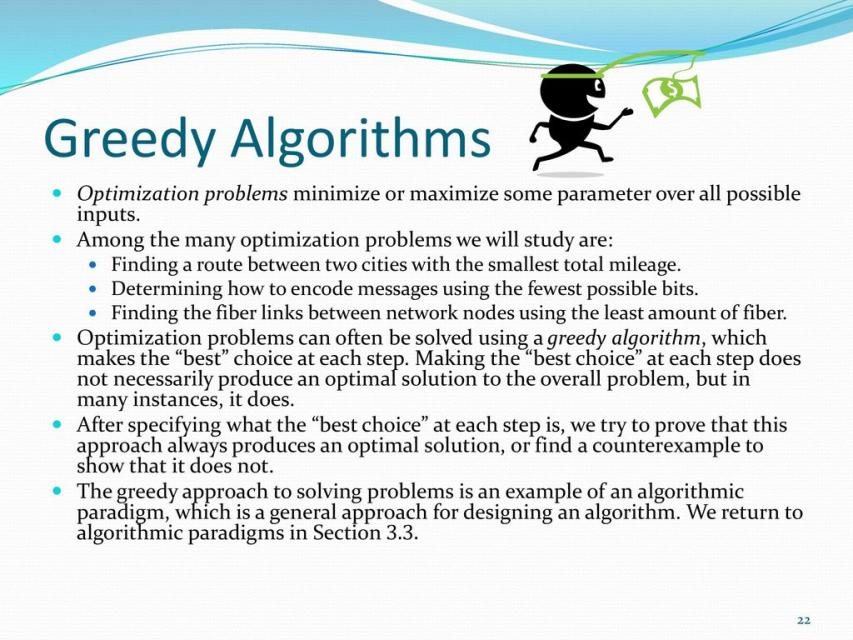 Greedy Algorithms
$
• Optimization problems minimize or maximize some parameter over all possible
inputs.
• Among the many optimization problems we will study are:
• Finding a route between two cities with the smallest total mileage.
• Determining how to encode messages using the fewest possible bits.
• Finding the fiber links between network nodes using the least amount of fiber.
• Optimization problems can often be solved using a greedy algorithm, which
makes the “best” choice at each step. Making the “best choice” at each step does
not necessarily produce an optimal solution to the overall problem, but in
many instances, it does.
• After specifying what the “best choice” at each step is, we try to prove that this
approach always produces an optimal solution, or find a counterexample to
show that it does not.
• The greedy approach to solving problems is an example of an algorithmic
paradigm, which is a general approach for designing an algorithm. We return to
algorithmic paradigms in Section 3.3.
22